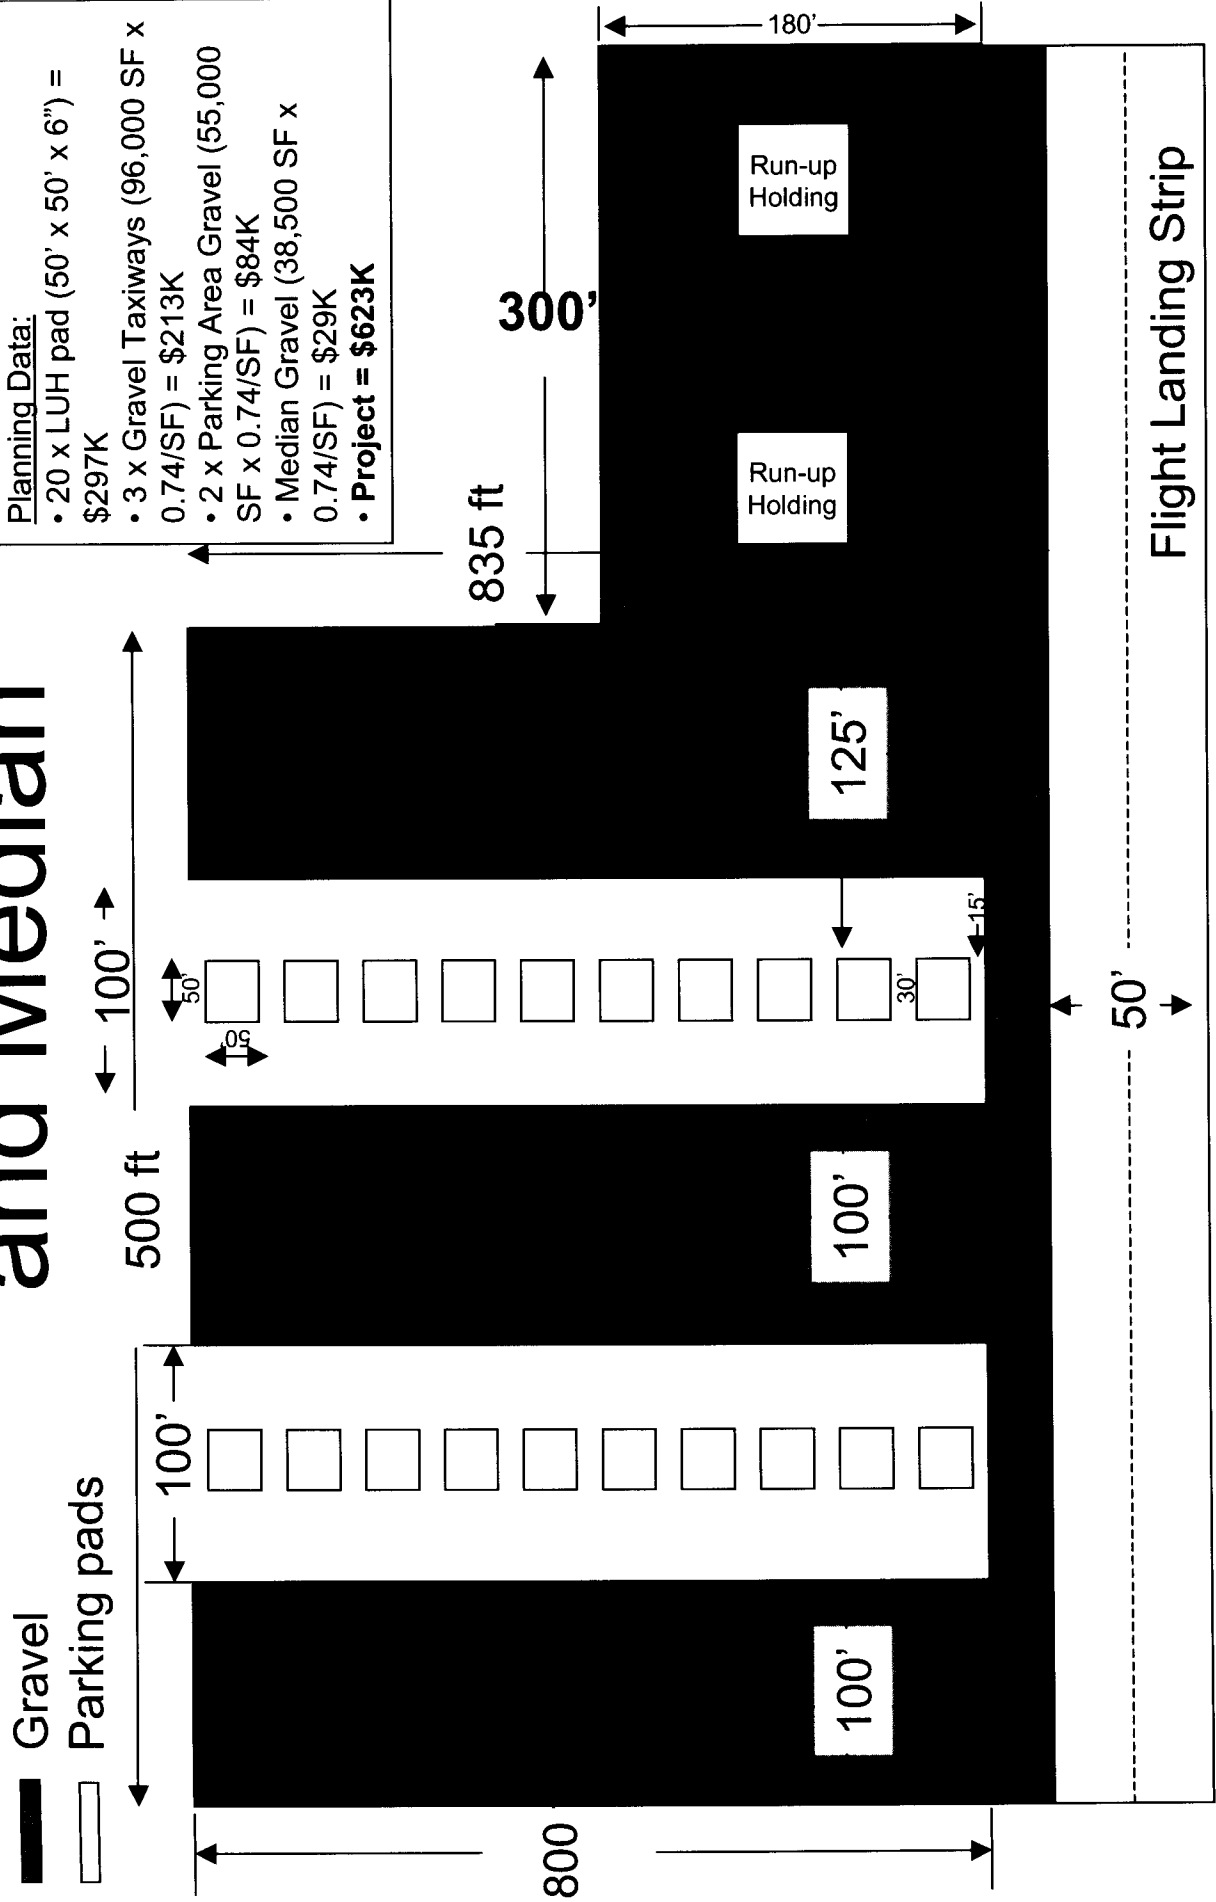 and Median
Gravel
Parking pads
Planning Data:
• 20 x LUH pad (50' x 50' x 6”) =
$297K
• 3 x Gravel Taxiways (96,000 SF x
0.74/SF) = $213K
• 2 x Parking Area Gravel (55,000
SF x 0.74/SF) = $84K
• Median Gravel (38,500 SF x
0.74/SF) = $29K
• Project = $623K
500 ft
100'
100'
50'
50'
835 ft
300'
180'
800
100'
100'
125'
30'
15'
Run-up
Holding
Run-up
Holding
50'
Flight Landing Strip